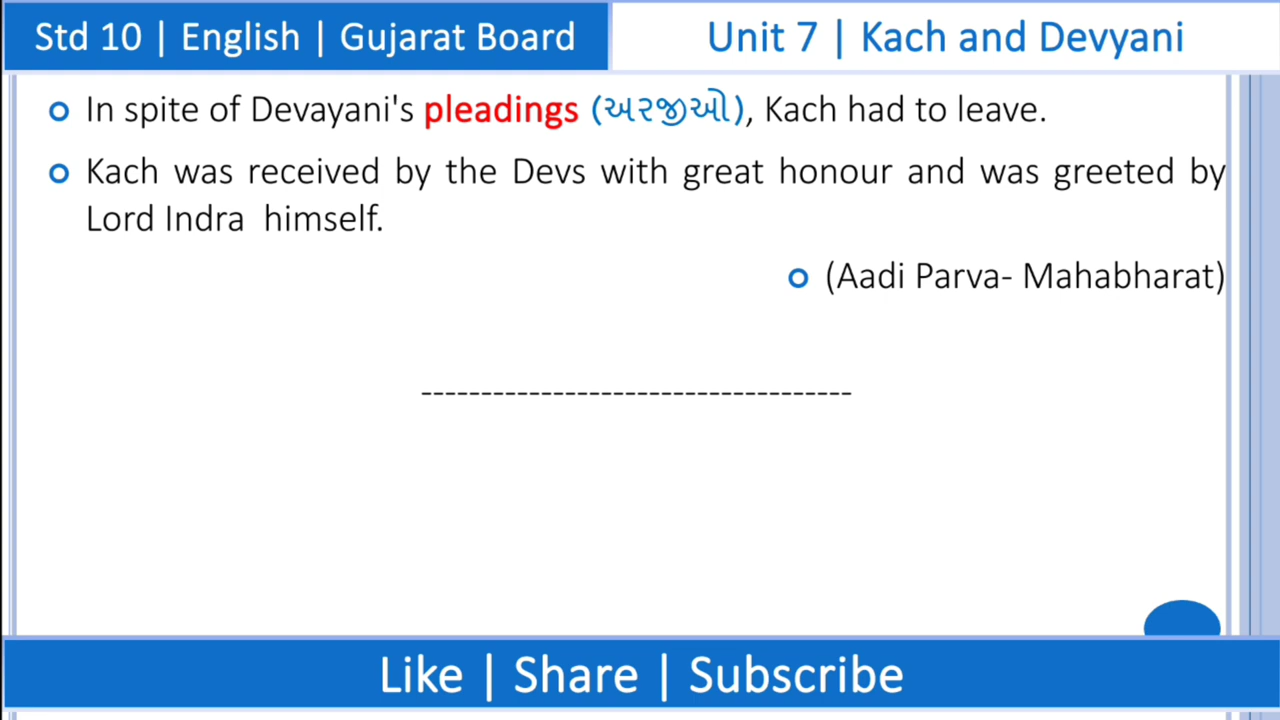 Std 10 | English | Gujarat Board
Unit 7 | Kach and Devyani
In spite of Devayani's pleadings (અરજીઓ), Kach had to leave.
Kach was received by the Devs with great honour and was greeted by
Lord Indra himself.
(Aadi Parva- Mahabharat)
------------------------------------
Like | Share | Subscribe